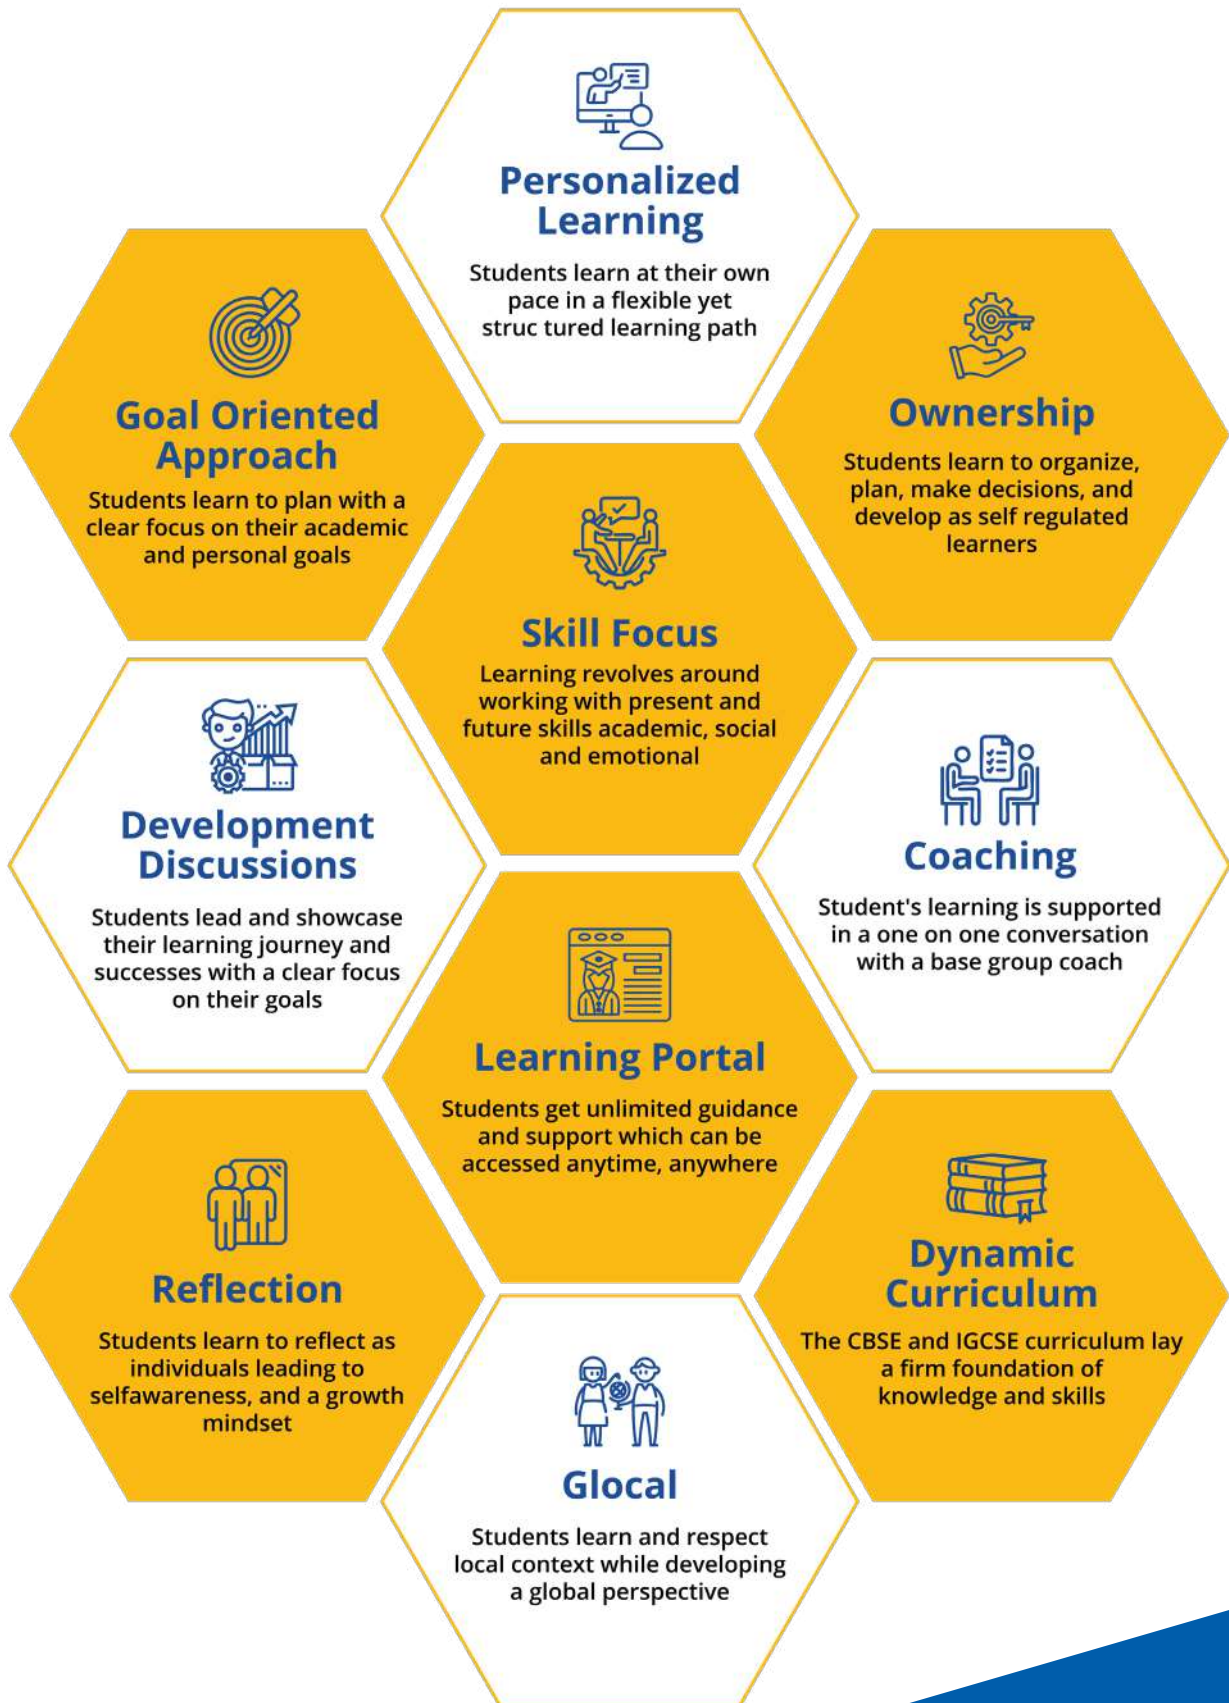 Personalized
Learning
Students learn at their own
pace in a flexible yet
struc tured learning path
Goal Oriented
Approach
Students learn to plan with a
clear focus on their academic
and personal goals
Ownership
Students learn to organize,
plan, make decisions, and
develop as self regulated
learners
Skill Focus
Learning revolves around
working with present and
future skills academic, social
and emotional
Development
Discussions
Students lead and showcase
their learning journey and
successes with a clear focus
on their goals
Coaching
Student's learning is supported
in a one on one conversation
with a base group coach
Learning Portal
Students get unlimited guidance
and support which can be
accessed anytime, anywhere
Reflection
Students learn to reflect as
individuals leading to
selfawareness, and a growth
mindset
Dynamic
Curriculum
The CBSE and IGCSE curriculum lay
a firm foundation of
knowledge and skills
Glocal
Students learn and respect
local context while developing
a global perspective